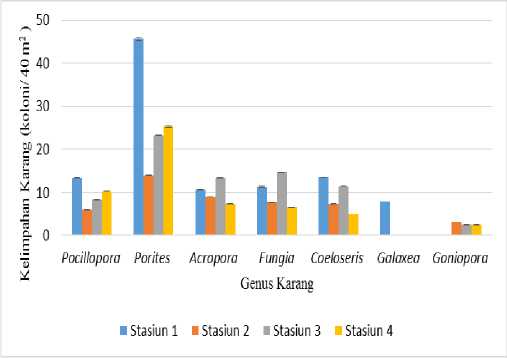 Kelimpahan Karang (koloni/ 40 m²)
50
40
30
20
10
0
Pocillopora Porites Acropora Fungia Coeloseris Galaxea Goniopora
Genus Karang
Stasiun 1 Stasiun 2 Stasiun 3 Stasiun 4